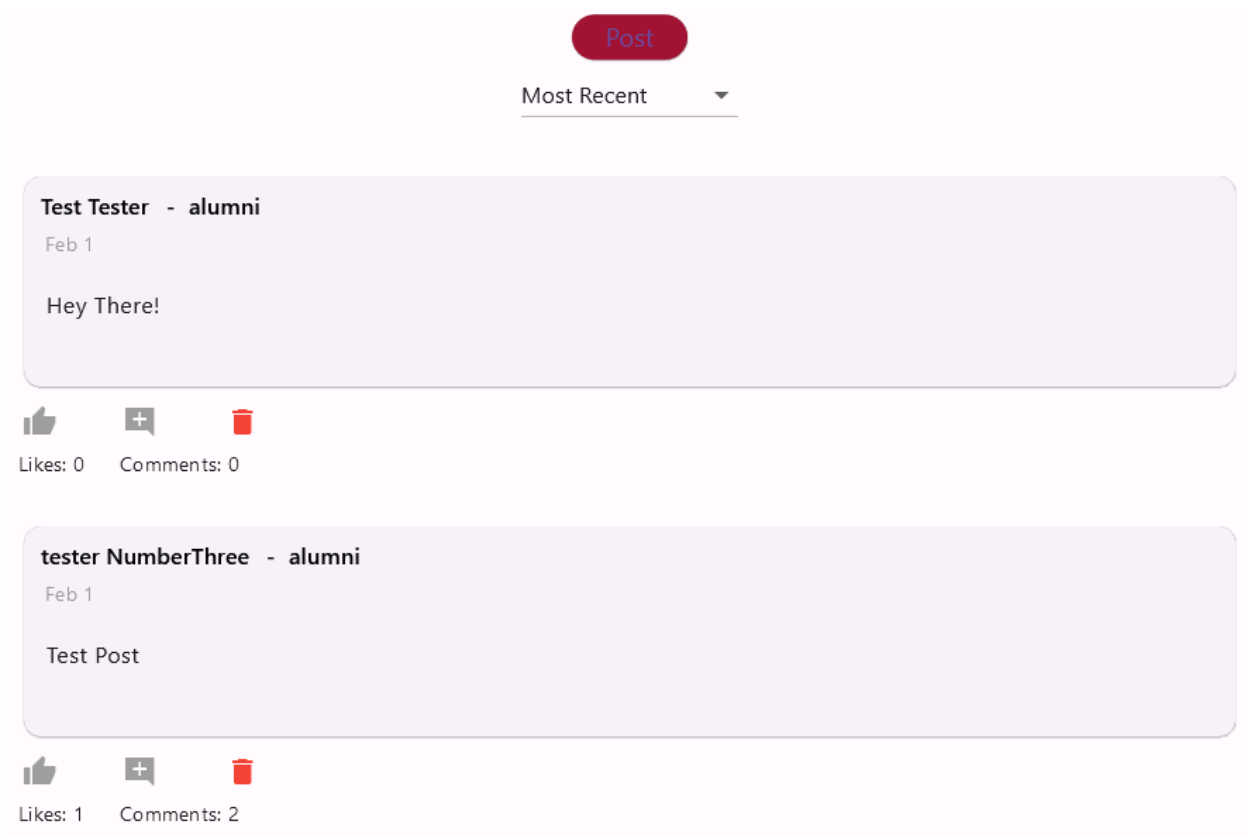 Post
Most Recent
Test Tester - alumni
Feb 1
Hey There!
Likes: 0 Comments: 0
tester NumberThree - alumni
Feb 1
Test Post
Likes: 1 Comments: 2